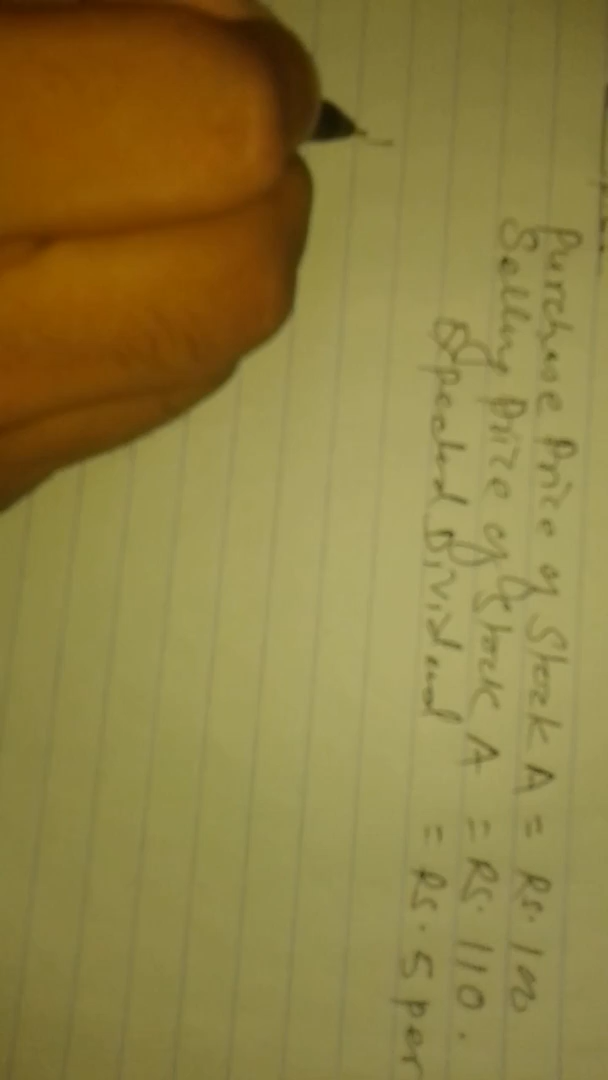 Purchase Price of Stock A = Rs. 100
Selling Price of Stock A = Rs. 110.
Expected Dividend = Rs. 5 per